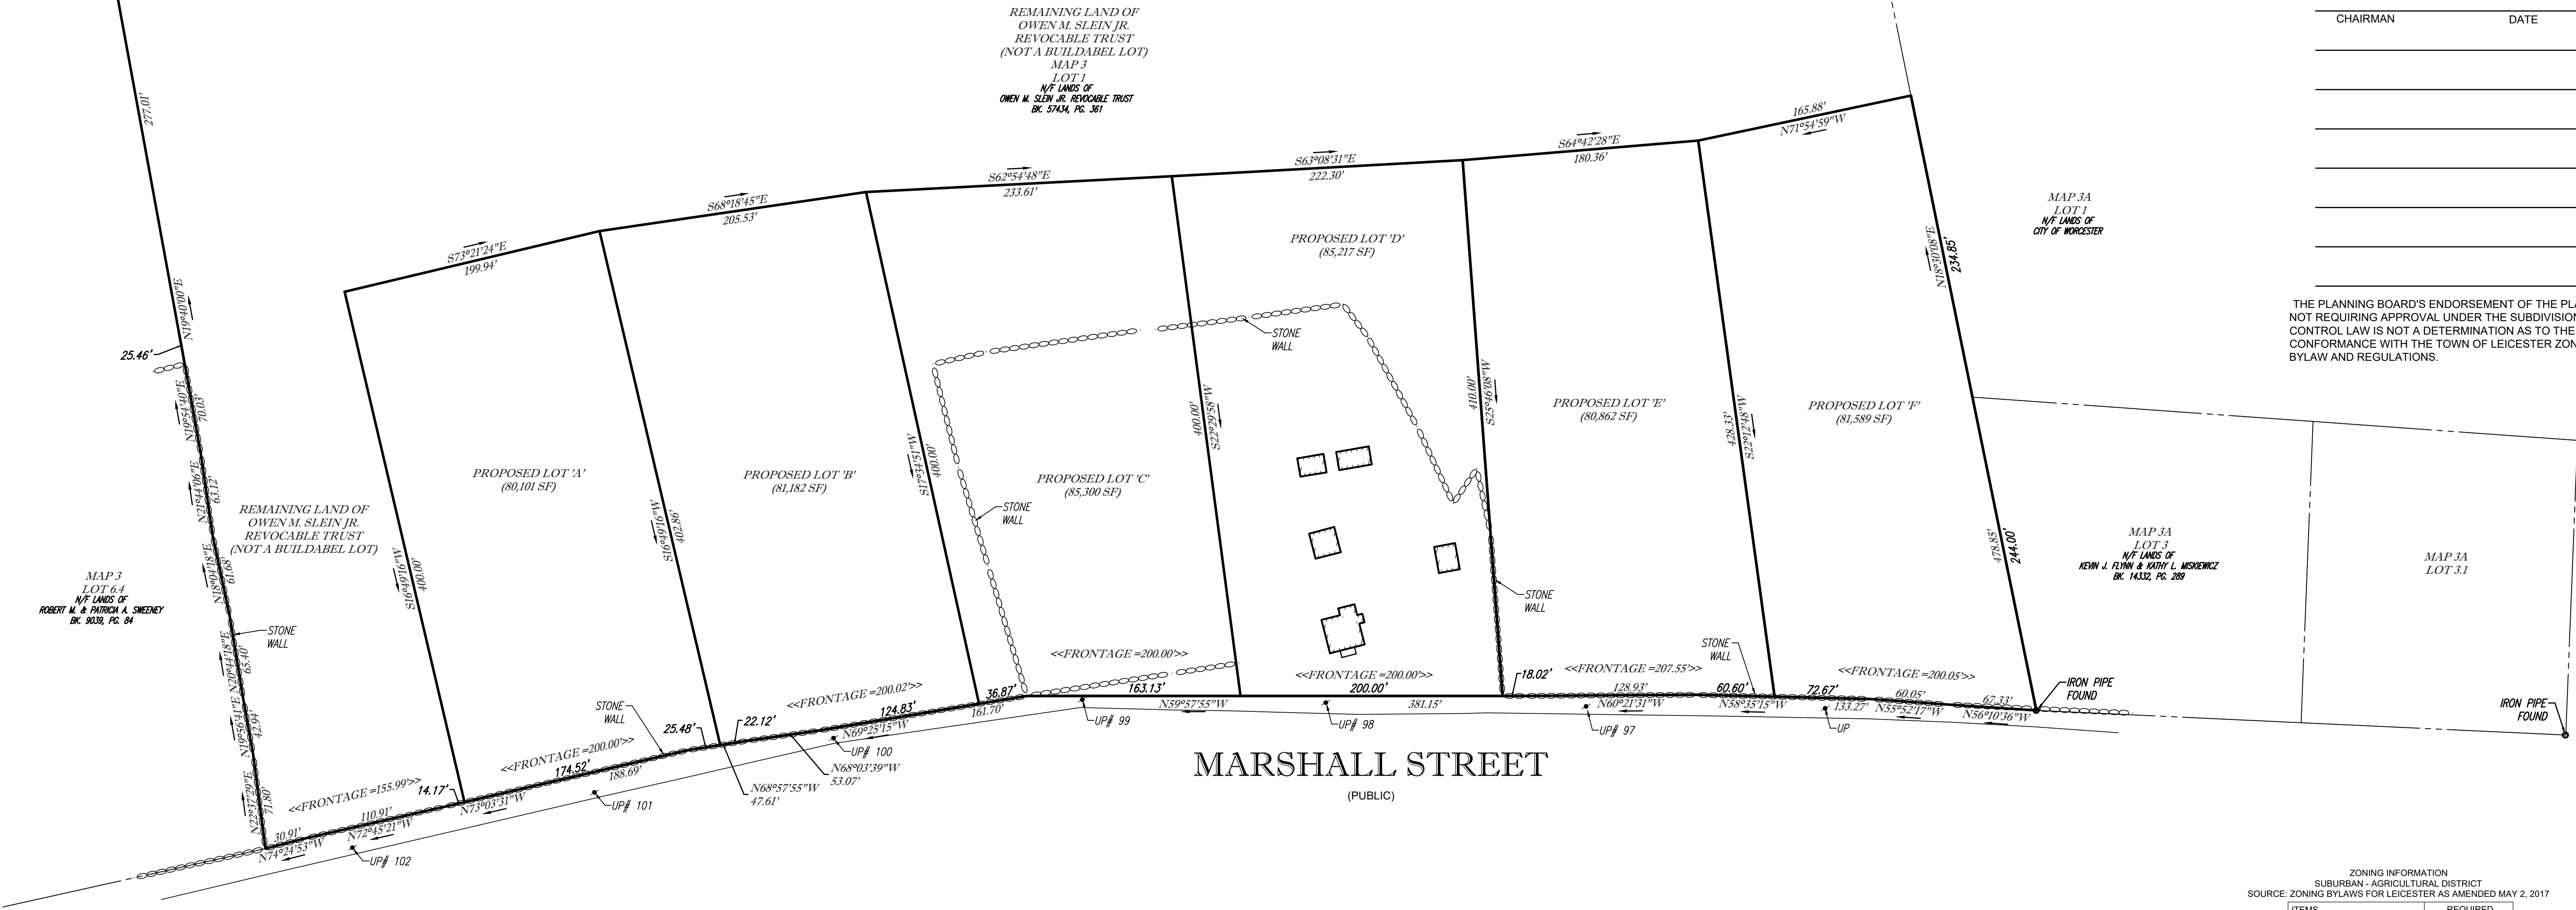 REMAINING LAND OF
OWEN M. SLEIN JR.
REVOCABLE TRUST
(NOT A BUILDABEL LOT)
MAP 3
LOT 1
N/F LANDS OF
OWEN M. SLEIN JR. REVOCABLE TRUST
BK. 57434, PG. 361
CHAIRMAN DATE
THE PLANNING BOARD'S ENDORSEMENT OF THE PLA
NOT REQUIRING APPROVAL UNDER THE SUBDIVISION
CONTROL LAW IS NOT A DETERMINATION AS TO THE
CONFORMANCE WITH THE TOWN OF LEICESTER ZON
BYLAW AND REGULATIONS.
277.01'
N19°40'00"E
25.46'
N19°54'40"E
70.03'
N21°44'06"E
63.12'
N18°04'18"E
61.68'
N20°44'18"E
65.40'
N19°56'41"E
42.94'
N22°37'29"E
71.80'
STONE
WALL
MAP 3
LOT 6.4
N/F LANDS OF
ROBERT M. & PATRICIA A. SWEENEY
BK. 9039, PG. 84
REMAINING LAND OF
OWEN M. SLEIN JR.
REVOCABLE TRUST
(NOT A BUILDABEL LOT)
S73°21'24"E
199.94'
S68°18'45"E
205.53'
S62°54'48"E
233.61'
S63°08'31"E
222.30'
S64°42'28"E
180.36'
165.88'
N71°54'59"W
PROPOSED LOT 'A'
(80,101 SF)
PROPOSED LOT 'B'
(81,182 SF)
PROPOSED LOT 'C'
(85,300 SF)
PROPOSED LOT 'D'
(85,217 SF)
PROPOSED LOT 'E'
(80,862 SF)
PROPOSED LOT 'F'
(81,589 SF)
S16°49'16"W
400.00'
S16°49'16"W
402.86'
S17°34'51"W
400.00'
400.00'
S22°29'58"W
410.00'
S25°46'08"W
428.33'
S22°12'48"W
N18°30'08"E
234.85'
478.85'
244.00'
STONE
WALL
STONE
WALL
STONE
WALL
STONE
WALL
STONE
WALL
MAP 3A
LOT 1
N/F LANDS OF
CITY OF WORCESTER
MAP 3A
LOT 3
N/F LANDS OF
KEVIN J. FLYNN & KATHY L. MISKIEWICZ
BK. 14332, PG. 289
MAP 3A
LOT 3.1
<<FRONTAGE =155.99'>>
<<FRONTAGE =200.00'>>
<<FRONTAGE =200.02'>>
<<FRONTAGE =200.00'>>
<<FRONTAGE =200.00'>>
<<FRONTAGE =207.55'>>
<<FRONTAGE =200.05'>>
30.91'
N74°24'53"W
110.91'
N72°45'21"W
14.17'
174.52'
188.69'
N73°03'31"W
25.48'
22.12'
N68°57'55"W
47.61'
N68°03'39"W
53.07'
124.83'
161.70'
N69°25'15"W
36.87'
163.13'
N59°57'55"W
200.00'
381.15'
18.02'
128.93'
N60°21'31"W
60.60'
N58°35'15"W
72.67'
133.27'
60.05'
N55°52'17"W
67.33'
N56°10'36"W
IRON PIPE
FOUND
IRON PIPE
FOUND
UP# 102
UP# 101
UP# 100
UP# 99
UP# 98
UP# 97
UP
MARSHALL STREET
(PUBLIC)
ZONING INFORMATION
SUBURBAN - AGRICULTURAL DISTRICT
SOURCE: ZONING BYLAWS FOR LEICESTER AS AMENDED MAY 2, 2017
ITEMS REQUIRED